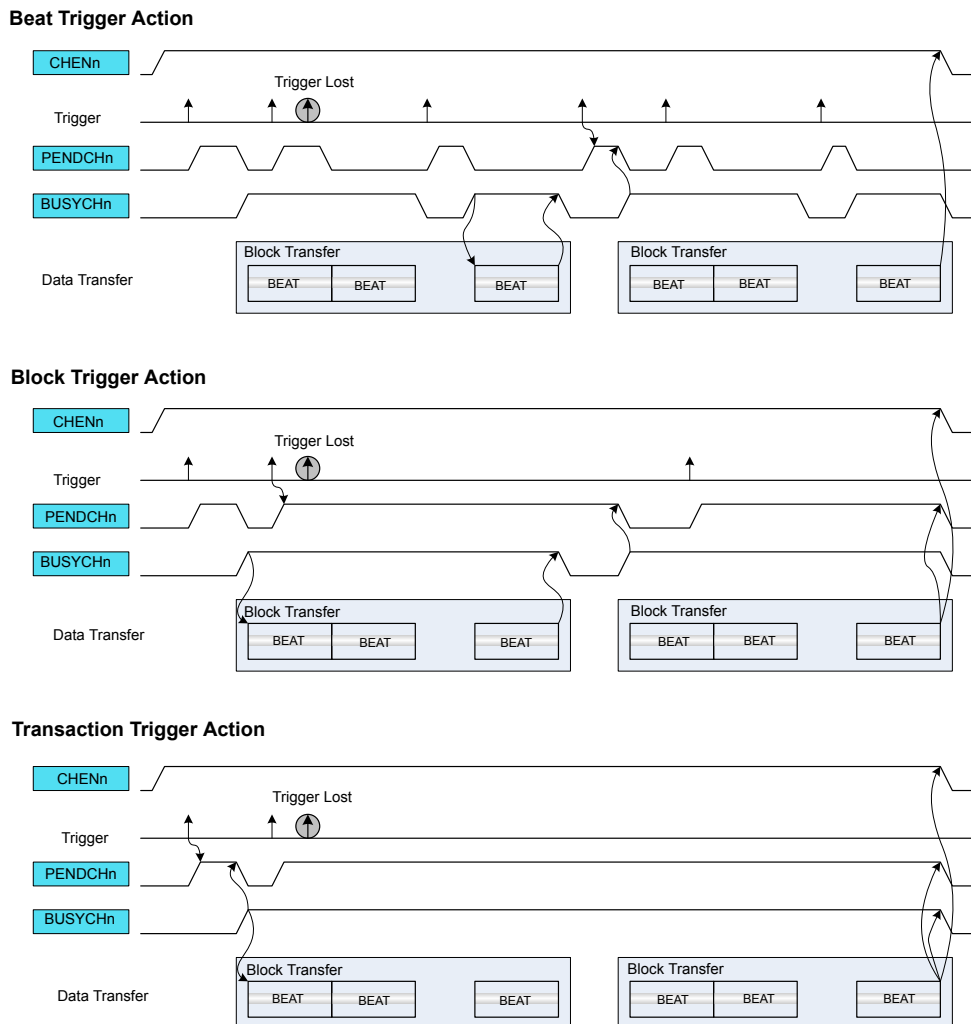 Beat Trigger Action
CHENn
Trigger Lost
Trigger
PENDCHn
BUSYCHn
Block Transfer
Block Transfer
Data Transfer
BEAT
BEAT
BEAT
BEAT
BEAT
BEAT
Block Trigger Action
CHENn
Trigger Lost
Trigger
PENDCHn
BUSYCHn
Block Transfer
Block Transfer
Data Transfer
BEAT
BEAT
BEAT
BEAT
BEAT
BEAT
Transaction Trigger Action
CHENn
Trigger Lost
Trigger
PENDCHn
BUSYCHn
Block Transfer
Block Transfer
Data Transfer
BEAT
BEAT
BEAT
BEAT
BEAT
BEAT